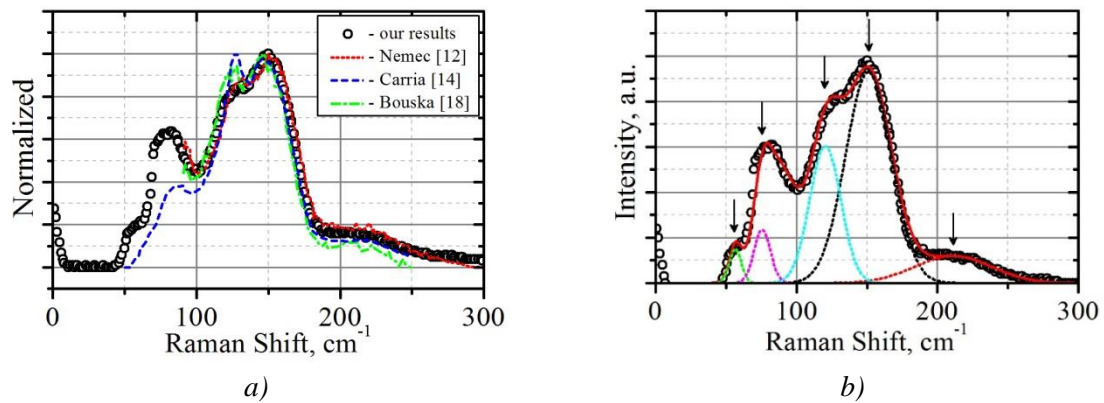 Normalized
- our results
- Nemec [12]
- Carria [14]
- Bouska [18]
0 100 200 300
Raman Shift, cm⁻¹
a)
Intensity, a.u.
0 100 200 300
Raman Shift, cm⁻¹
b)